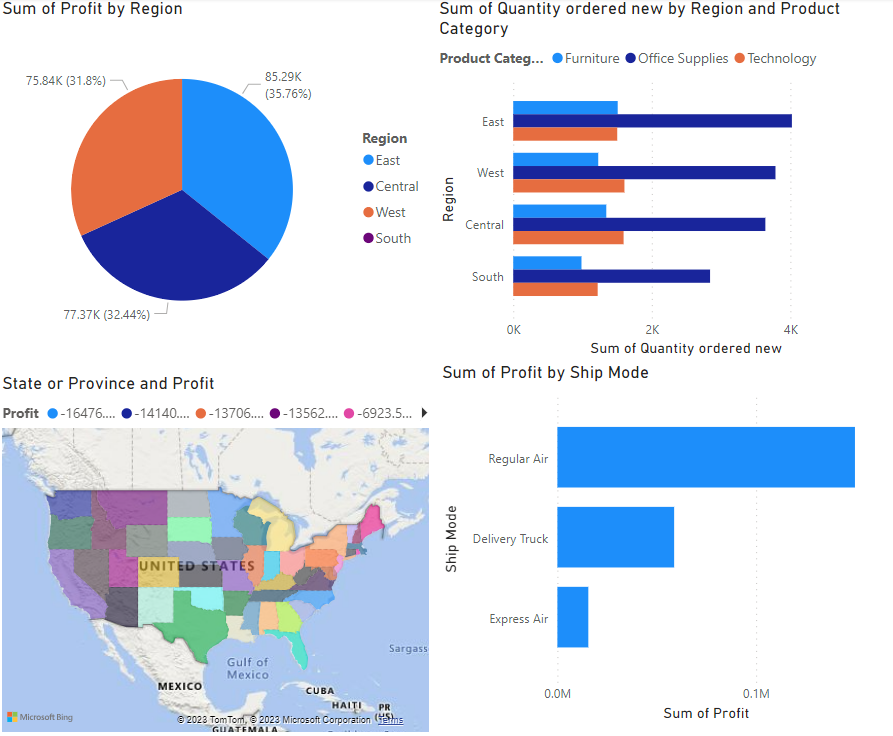 Sum of Profit by Region
75.84K (31.8%)
85.29K
(35.76%)
77.37K (32.44%)
Region
East
Central
West
South
Sum of Quantity ordered new by Region and Product
Category
Product Categ... Furniture Office Supplies Technology
Region
East
West
Central
South
0K 2K 4K
Sum of Quantity ordered new
State or Province and Profit
Profit -16476.... -14140.... -13706.... -13562.... -6923.5...
UNITED STATES
Gulf of
Mexico
Sargass
MEXICO
CUBA
HAITI
PR
(US)
GUATEMALA
Microsoft Bing
© 2023 TomTom, © 2023 Microsoft Corporation Terms
Sum of Profit by Ship Mode
Ship Mode
Regular Air
Delivery Truck
Express Air
0.0M 0.1M
Sum of Profit